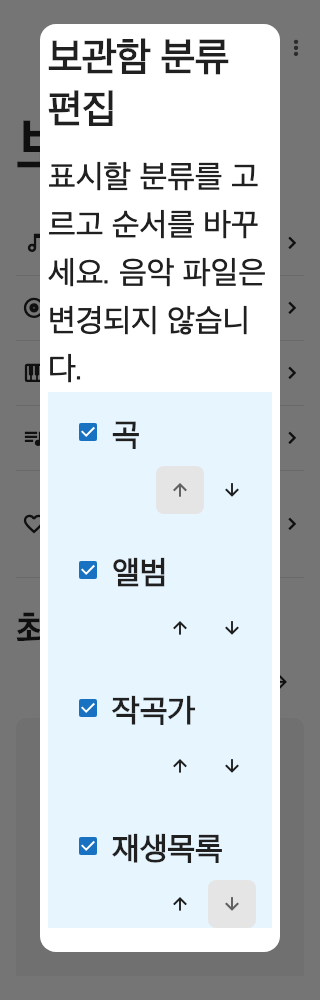 보관함 분류
편집
표시할 분류를 고
르고 순서를 바꾸
세요. 음악 파일은
변경되지 않습니
다.
곡
앨범
작곡가
재생목록